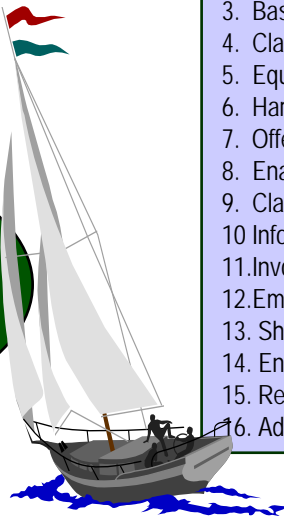 3. Bas
4. Cla
5. Equ
6. Har
7. Offe
8. Ena
9. Cla
10 Info
11.Invo
12.Em
13. Sh
14. En
15. Re
16. Ad